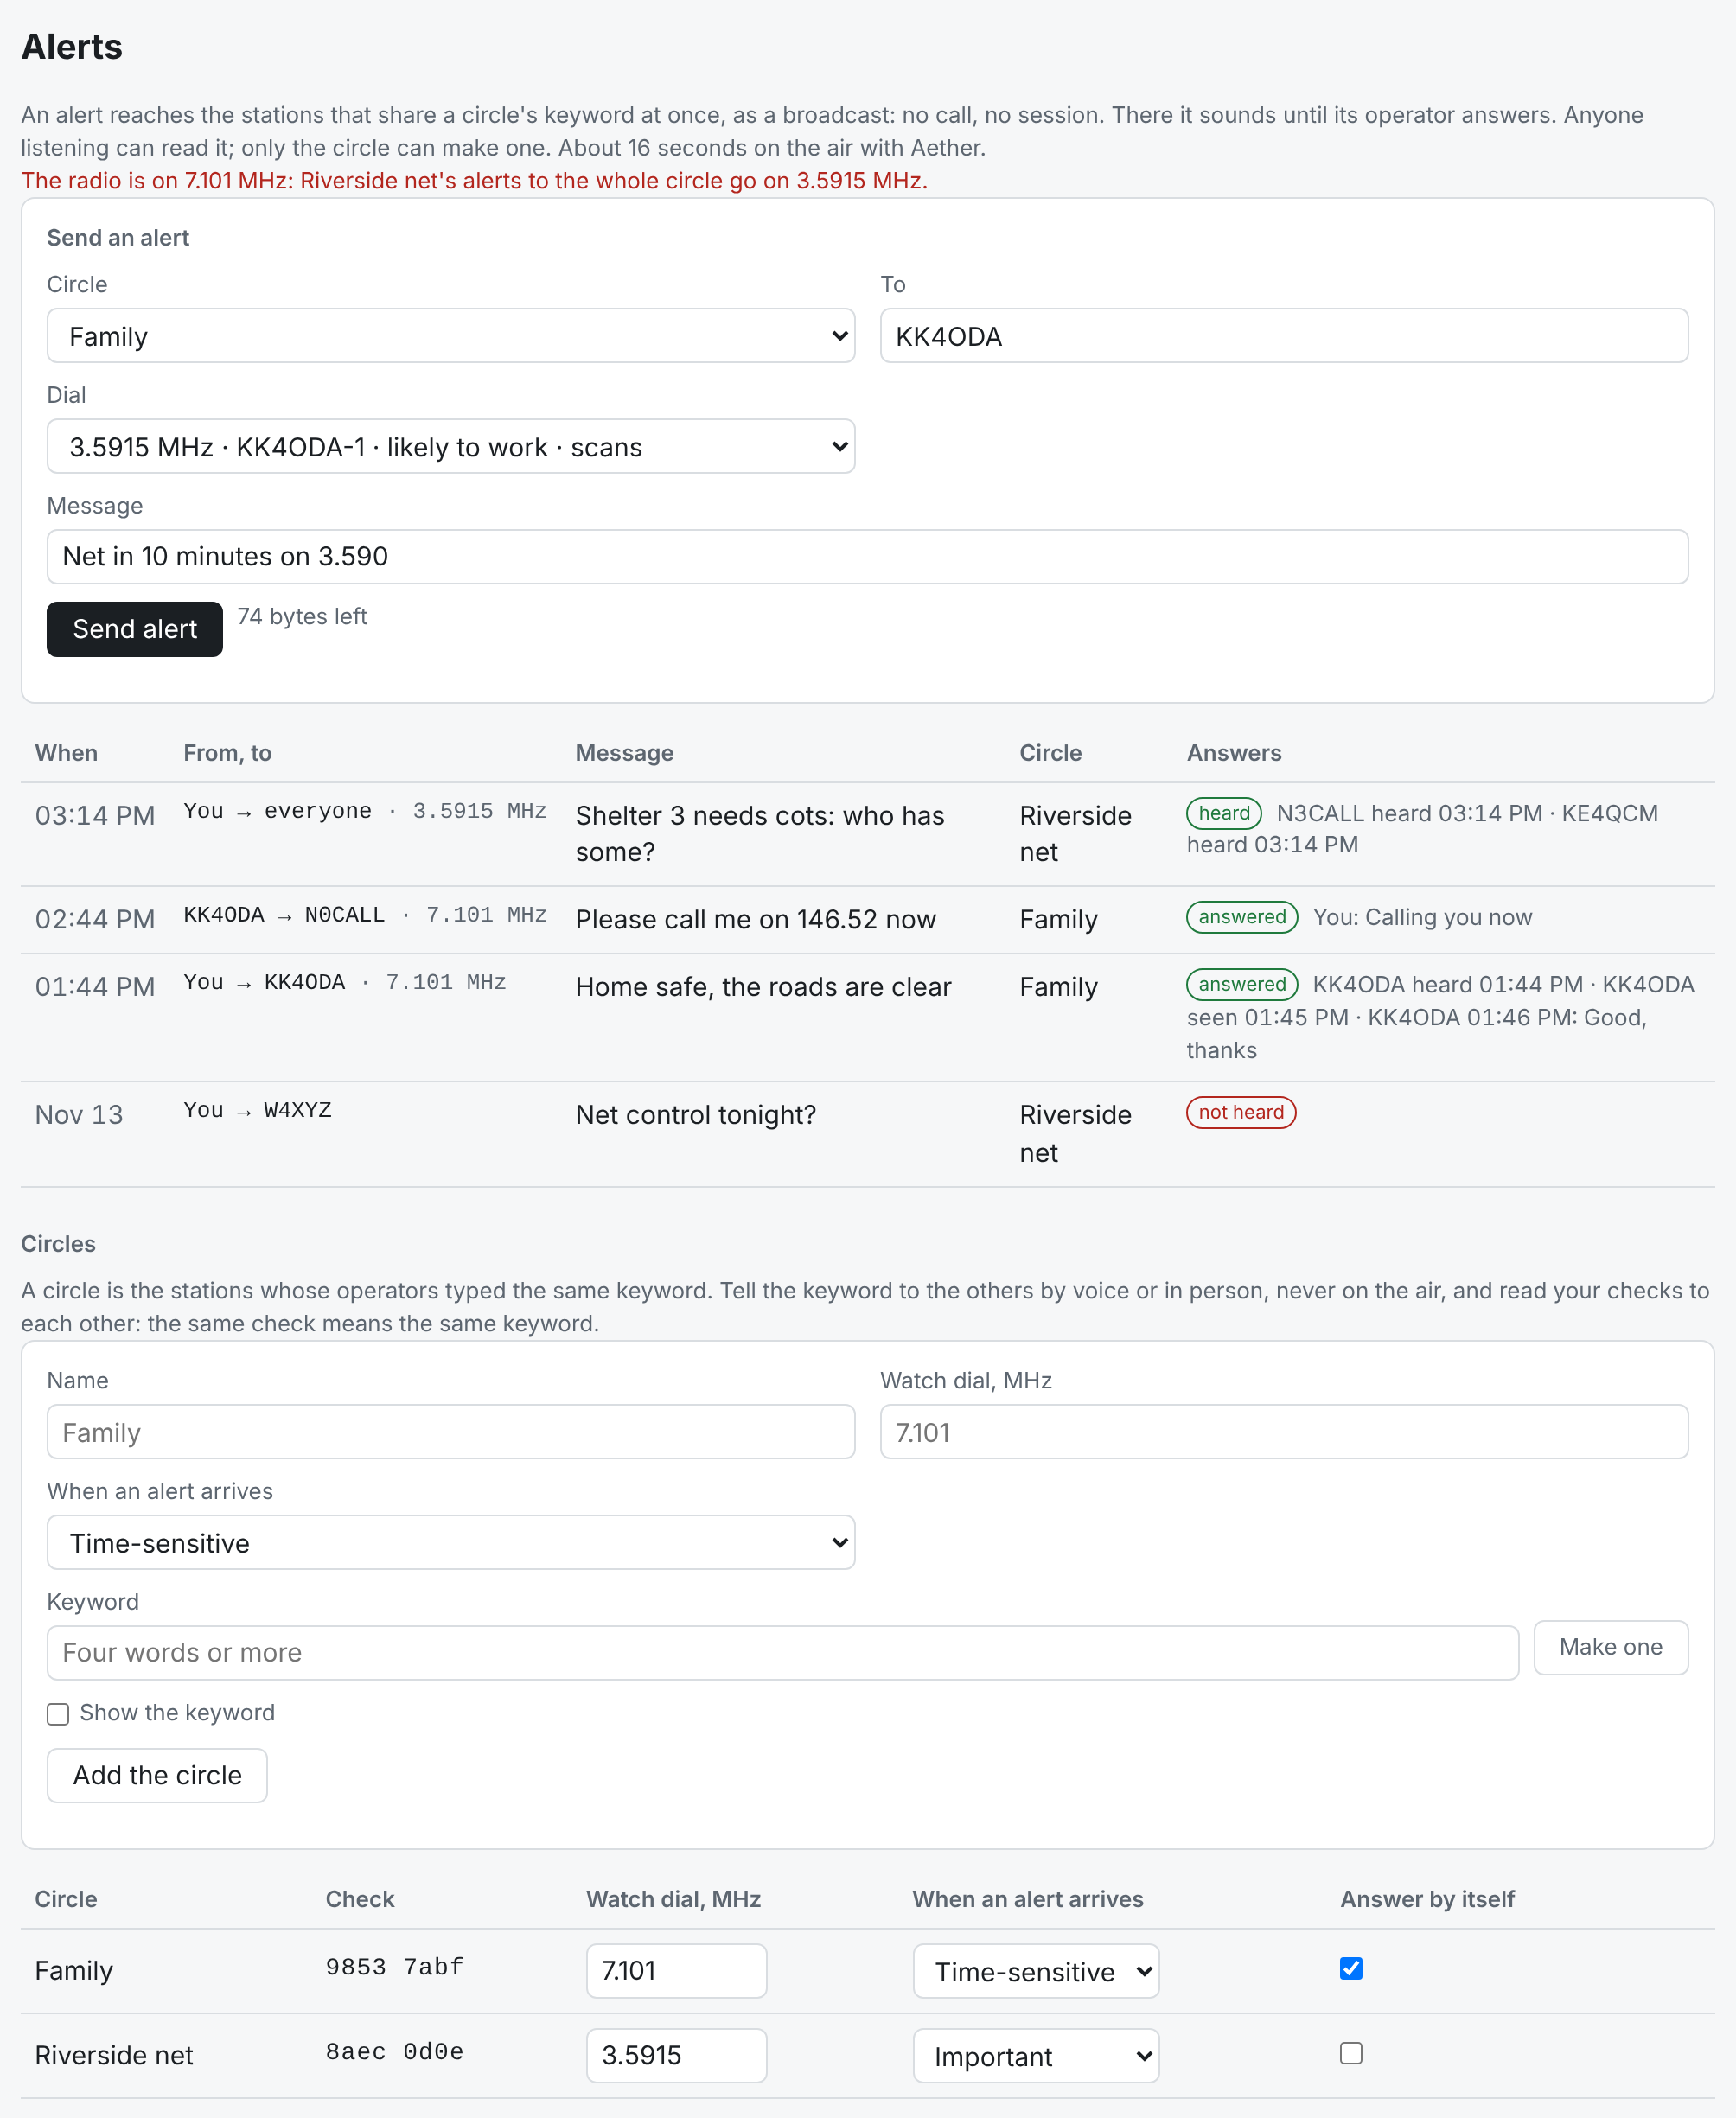 Alerts
An alert reaches the stations that share a circle's keyword at once, as a broadcast: no call, no session. There it sounds until its operator answers. Anyone
listening can read it; only the circle can make one. About 16 seconds on the air with Aether.
The radio is on 7.101 MHz: Riverside net's alerts to the whole circle go on 3.5915 MHz.
Send an alert
Circle
To
Family
KK4ODA
Dial
3.5915 MHz · KK4ODA-1 · likely to work · scans
Message
Net in 10 minutes on 3.590
Send alert
74 bytes left
When
From, to
Message
Circle
Answers
03:14 PM
You → everyone · 3.5915 MHz
Shelter 3 needs cots: who has
some?
Riverside
net
heard N3CALL heard 03:14 PM · KE4QCM
heard 03:14 PM
02:44 PM
KK4ODA → N0CALL · 7.101 MHz
Please call me on 146.52 now
Family
answered You: Calling you now
01:44 PM
You → KK4ODA · 7.101 MHz
Home safe, the roads are clear
Family
answered KK4ODA heard 01:44 PM · KK4ODA
seen 01:45 PM · KK4ODA 01:46 PM: Good,
thanks
Nov 13
You → W4XYZ
Net control tonight?
Riverside
net
not heard
Circles
A circle is the stations whose operators typed the same keyword. Tell the keyword to the others by voice or in person, never on the air, and read your checks to
each other: the same check means the same keyword.
Name
Watch dial, MHz
Family
7.101
When an alert arrives
Time-sensitive
Keyword
Four words or more
Make one
Show the keyword
Add the circle
Circle
Check
Watch dial, MHz
When an alert arrives
Answer by itself
Family
9853 7abf
7.101
Time-sensitive
Riverside net
8aec 0d0e
3.5915
Important